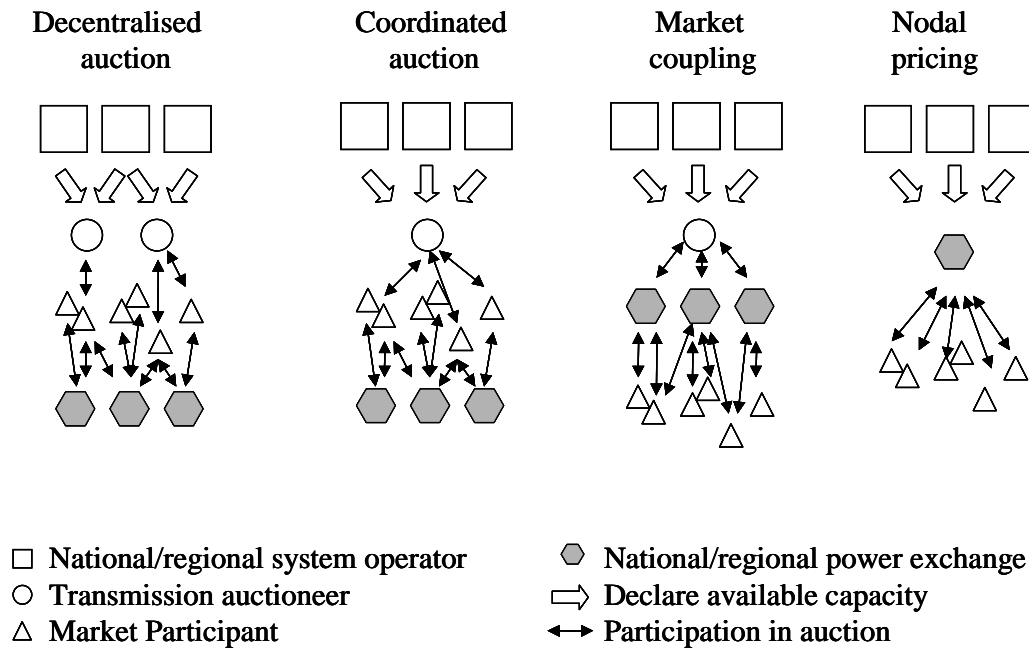 Decentralised
auction
Coordinated
auction
Market
coupling
Nodal
pricing
National/regional system operator
Transmission auctioneer
Market Participant
National/regional power exchange
Declare available capacity
Participation in auction